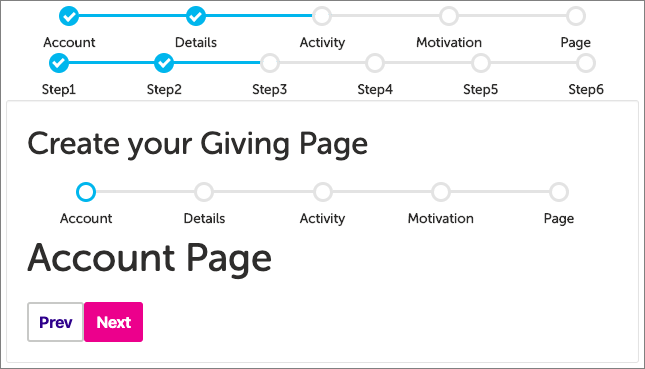 Account Details Activity Motivation Page
Step1 Step2 Step3 Step4 Step5 Step6
Create your Giving Page
Account Details Activity Motivation Page
Account Page
Prev Next